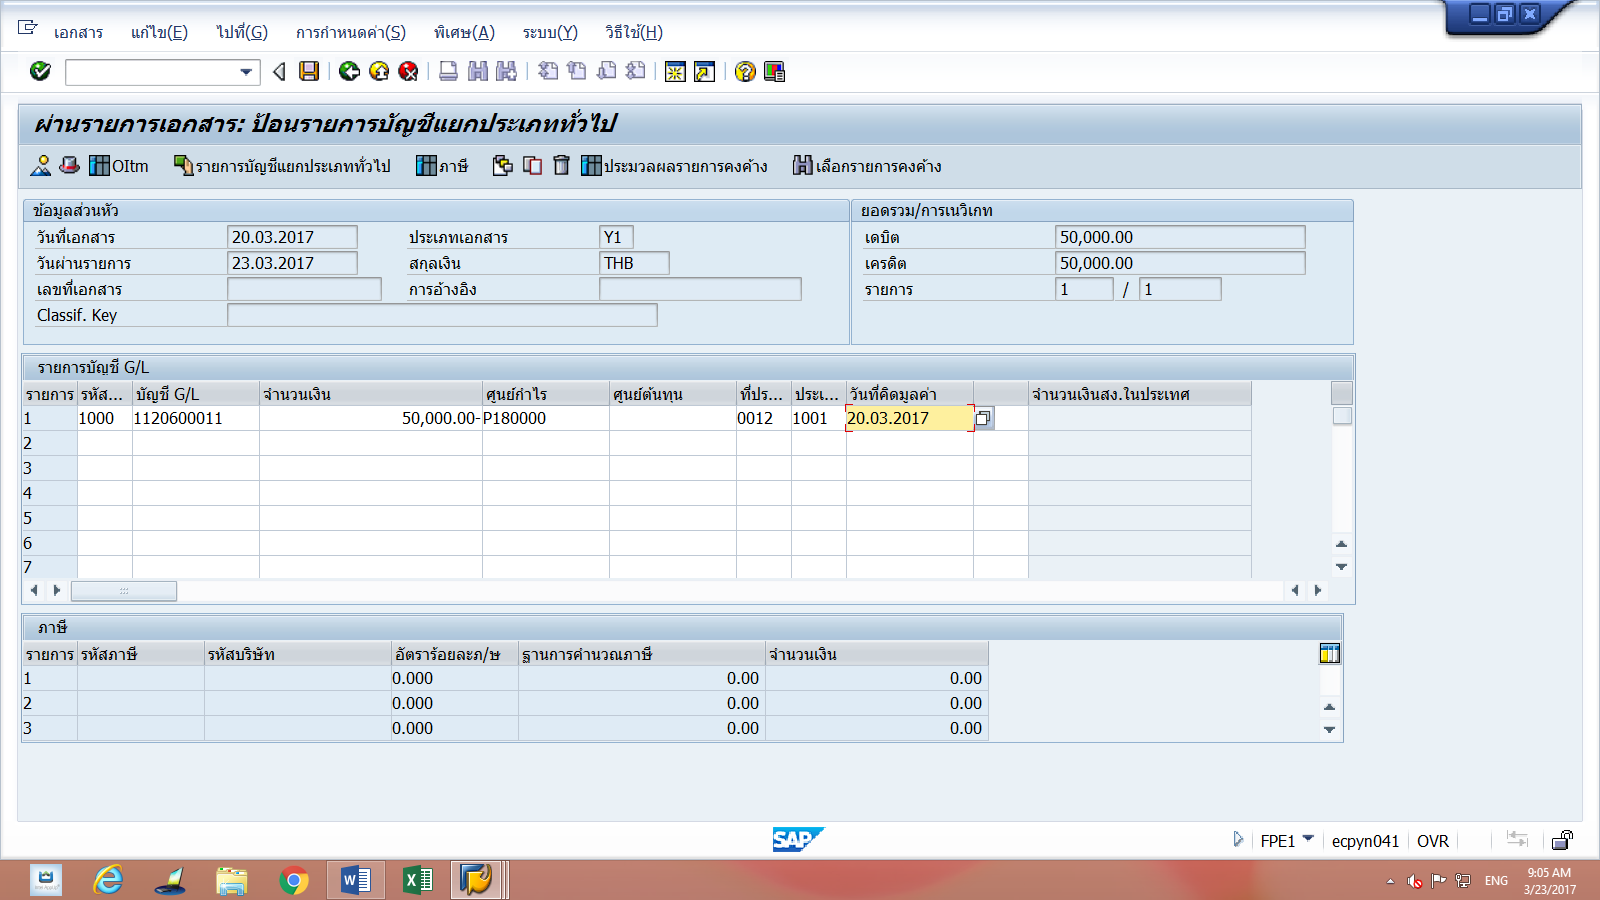 เอกสาร แก้ไข(E) ไปที่(G) การกำหนดค่า(S) พิเศษ(A) ระบบ(Y) วิธีใช้(H)
ผ่านรายการเอกสาร: ป้อนรายการบัญชีแยกประเภททั่วไป
OItm รายการบัญชีแยกประเภททั่วไป ภาษี ประมวลผลรายการคงค้าง เลือกรายการคงค้าง
ข้อมูลส่วนหัว ยอดรวม/การเนวิเกท
วันที่เอกสาร 20.03.2017 ประเภทเอกสาร Y1 เดบิต 50,000.00
วันผ่านรายการ 23.03.2017 สกุลเงิน THB เครดิต 50,000.00
เลขที่เอกสาร การอ้างอิง รายการ 1 / 1
Classif. Key
รายการบัญชี G/L
รายการ รหัส... บัญชี G/L จำนวนเงิน ศูนย์กำไร ศูนย์ต้นทุน ที่ปร... ประเ... วันที่คิดมูลค่า จำนวนเงินสง.ในประเทศ
1 1000 1120600011 50,000.00- P180000 0012 1001 20.03.2017
2
3
4
5
6
7
ภาษี
รายการ รหัสภาษี รหัสบริษัท อัตราร้อยละภ/ษ ฐานการคำนวณภาษี จำนวนเงิน
1 0.000 0.00 0.00
2 0.000 0.00 0.00
3 0.000 0.00 0.00
SAP FPE1 ecpyn041 OVR
ENG 9:05 AM
3/23/2017